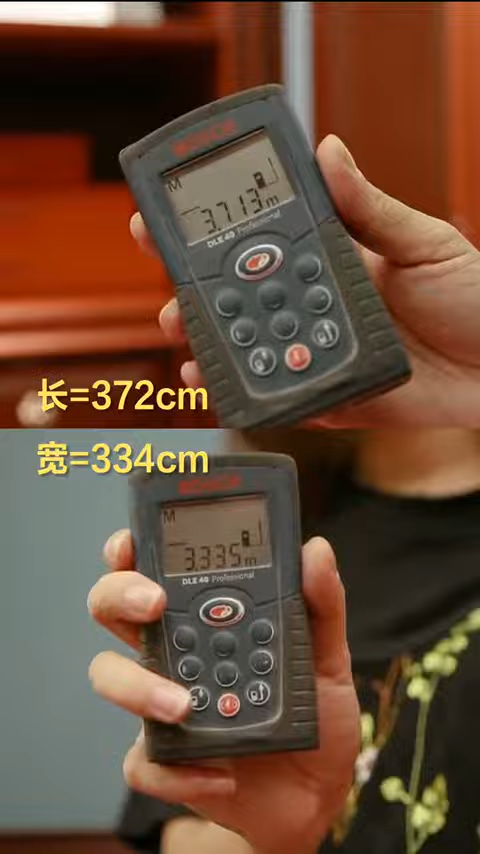 BOSCH
M
3.713m
DLE 40 Professional
长=372cm
宽=334cm
BOSCH
M
3.335m
DLE 40 Professional